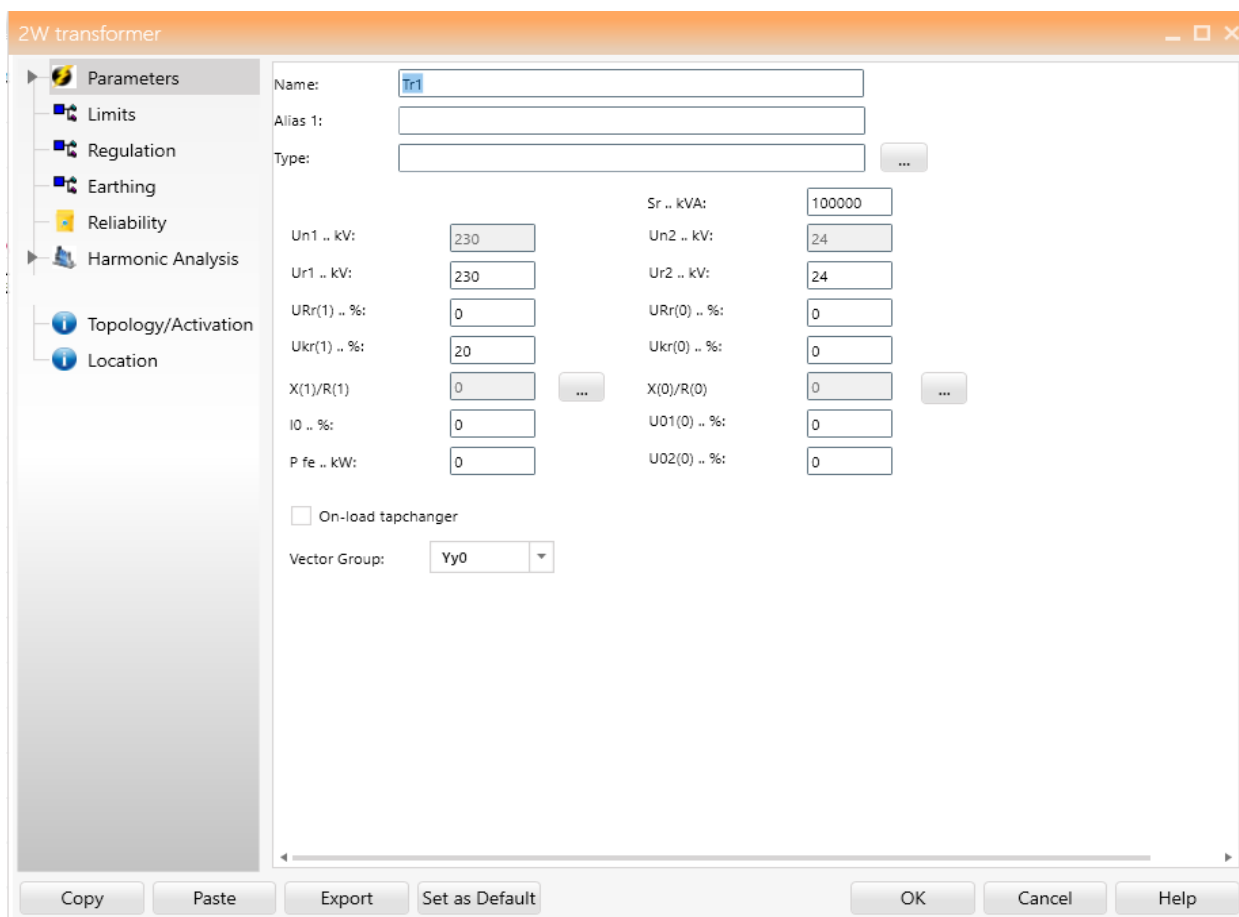 2W transformer
Parameters
Limits
Regulation
Earthing
Reliability
Harmonic Analysis
Topology/Activation
Location
Name: Tr1
Alias 1:
Type: ...
Sr .. kVA: 100000
Un1 .. kV: 230 Un2 .. kV: 24
Ur1 .. kV: 230 Ur2 .. kV: 24
URr(1) .. %: 0 URr(0) .. %: 0
Ukr(1) .. %: 20 Ukr(0) .. %: 0
X(1)/R(1) 0 ... X(0)/R(0) 0 ...
I0 .. %: 0 U01(0) .. %: 0
P fe .. kW: 0 U02(0) .. %: 0
On-load tapchanger
Vector Group: Yy0
Copy Paste Export Set as Default OK Cancel Help